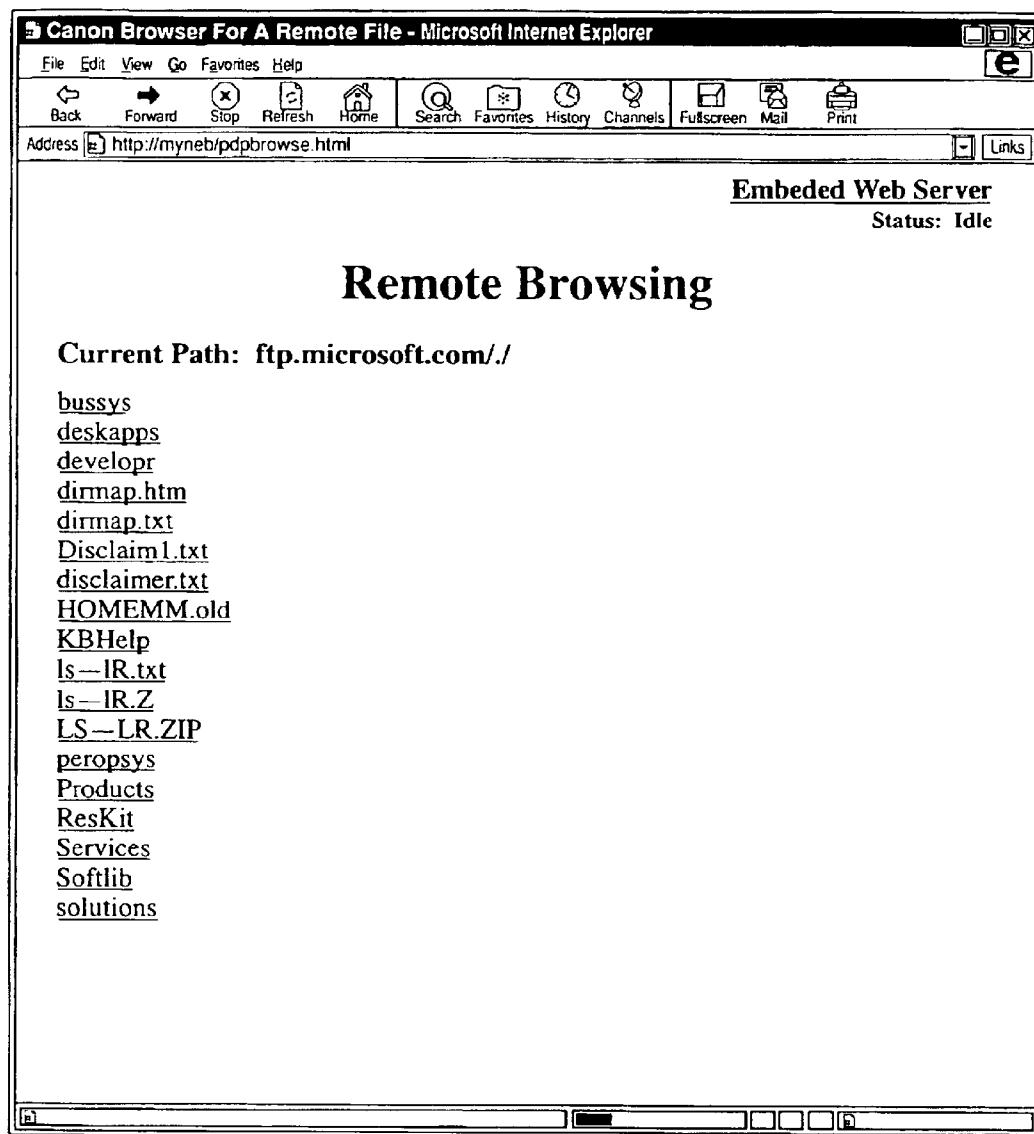 Canon Browser For A Remote File - Microsoft Internet Explorer
File Edit View Go Favorites Help
Back Forward Stop Refresh Home Search Favorites History Channels Fullscreen Mail Print
Address http://myneb/pdpbrowse.html Links
Embeded Web Server
Status: Idle
Remote Browsing
Current Path: ftp.microsoft.com/./
bussys
deskapps
developr
dirmap.htm
dirmap.txt
Disclaim1.txt
disclaimer.txt
HOMEMM.old
KBHelp
ls—lR.txt
ls—lR.Z
LS—LR.ZIP
peropsys
Products
ResKit
Services
Softlib
solutions